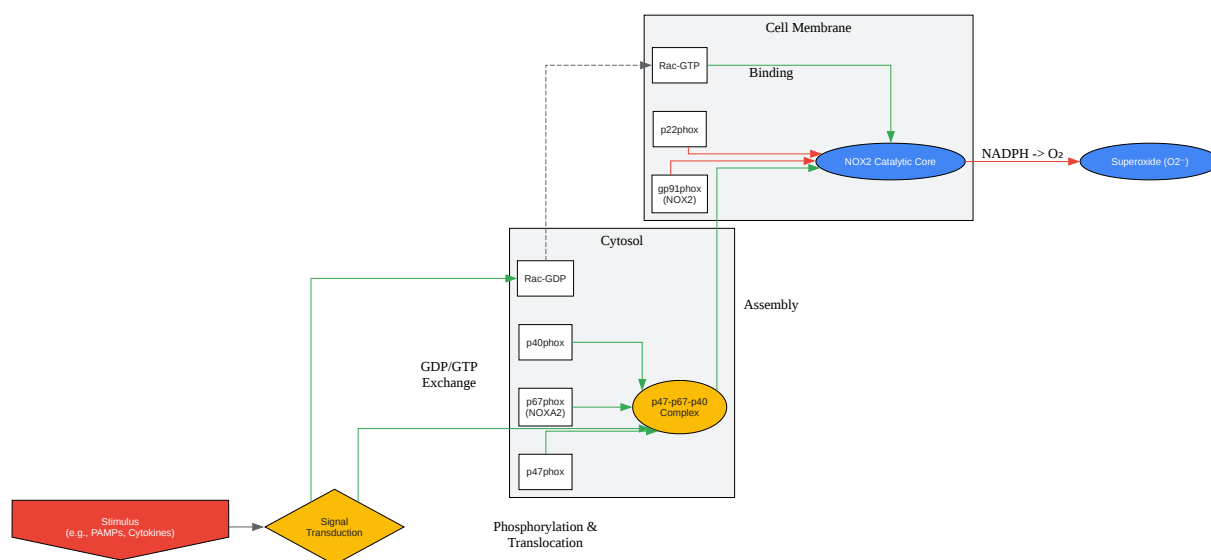 Cell Membrane
Rac-GTP
Binding
p22phox
NOX2 Catalytic Core
NADPH -> O₂
Superoxide (O2⁻)
gp91phox
(NOX2)
Cytosol
Rac-GDP
Assembly
p40phox
GDP/GTP
Exchange
p67phox
(NOXA2)
p47-p67-p40
Complex
p47phox
Stimulus
(e.g., PAMPs, Cytokines)
Signal
Transduction
Phosphorylation &
Translocation